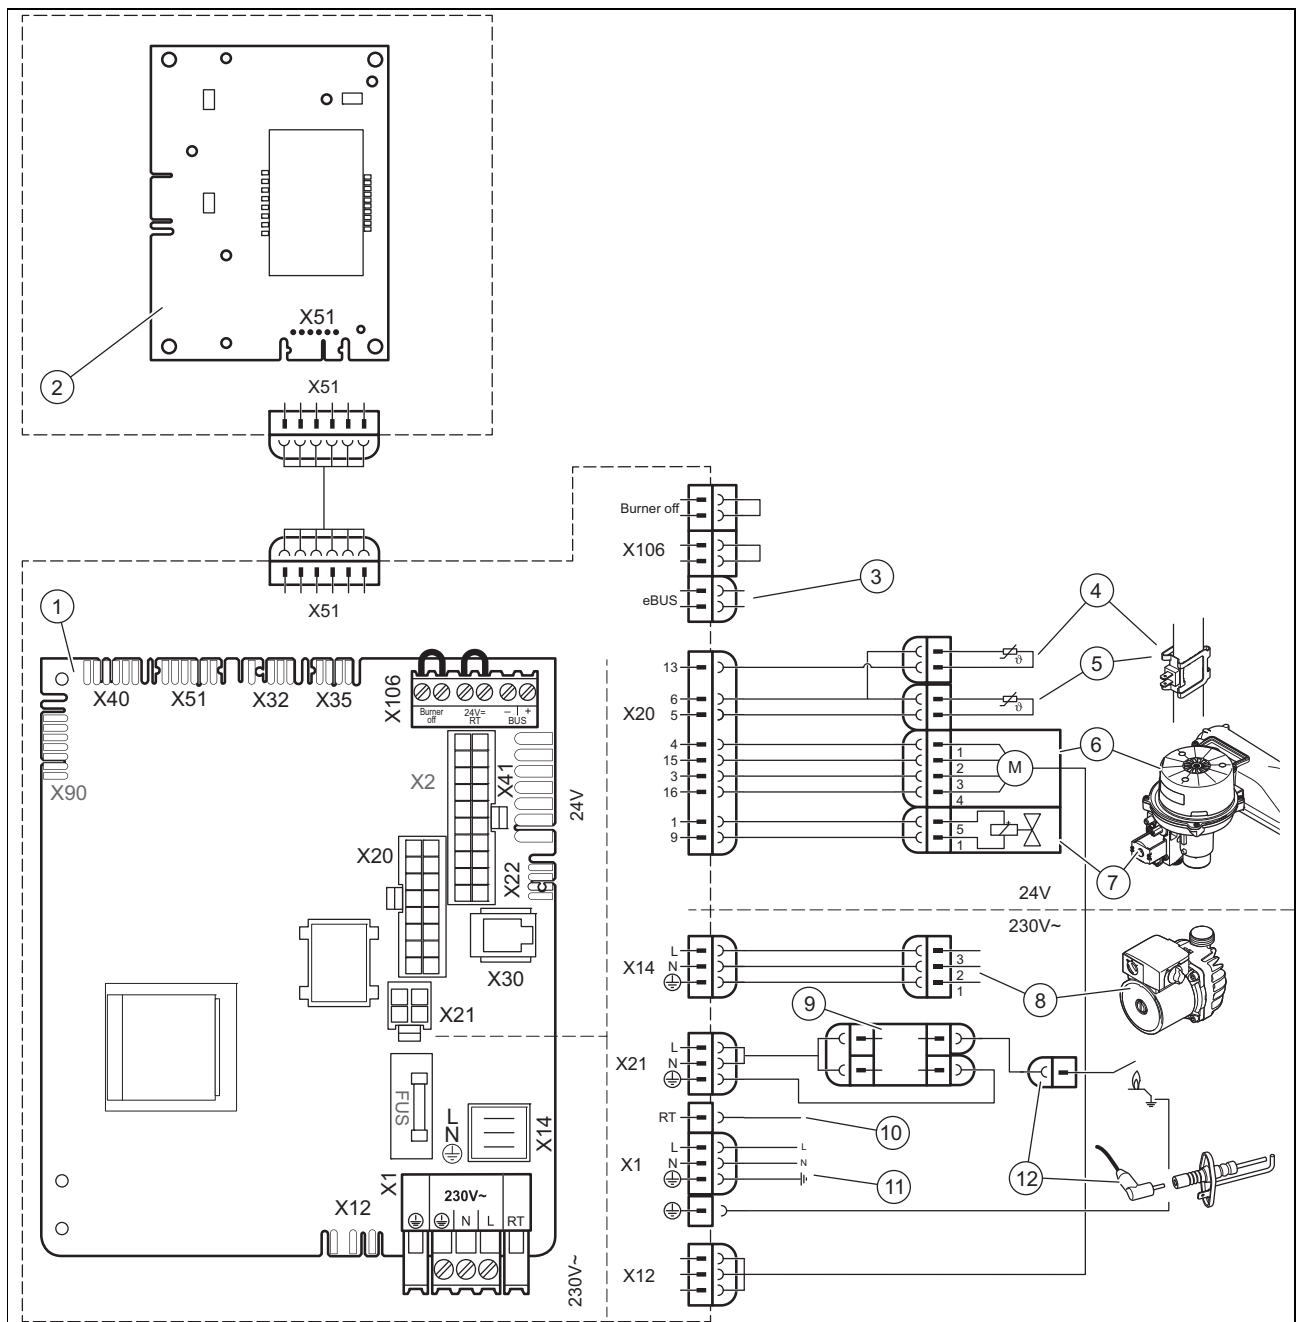 X51
2
X51
Burner off
X106
3
eBUS
X51
1
4
13
5
X40
X51
X32
X35
X106
6
5
X20
Burner
off
24V=
RT
–
+
BUS
4
15
3
16
1
2
3
4
M
6
X90
X2
X41
24V
1
9
5
1
7
X20
X22
24V
230V~
X30
X14
L
N
3
2
1
8
X21
9
X21
L
N
FUS
L
N
X14
RT
10
X1
L
N
L
N
11
12
X1
230V~
N
L
RT
X12
230V~
X12